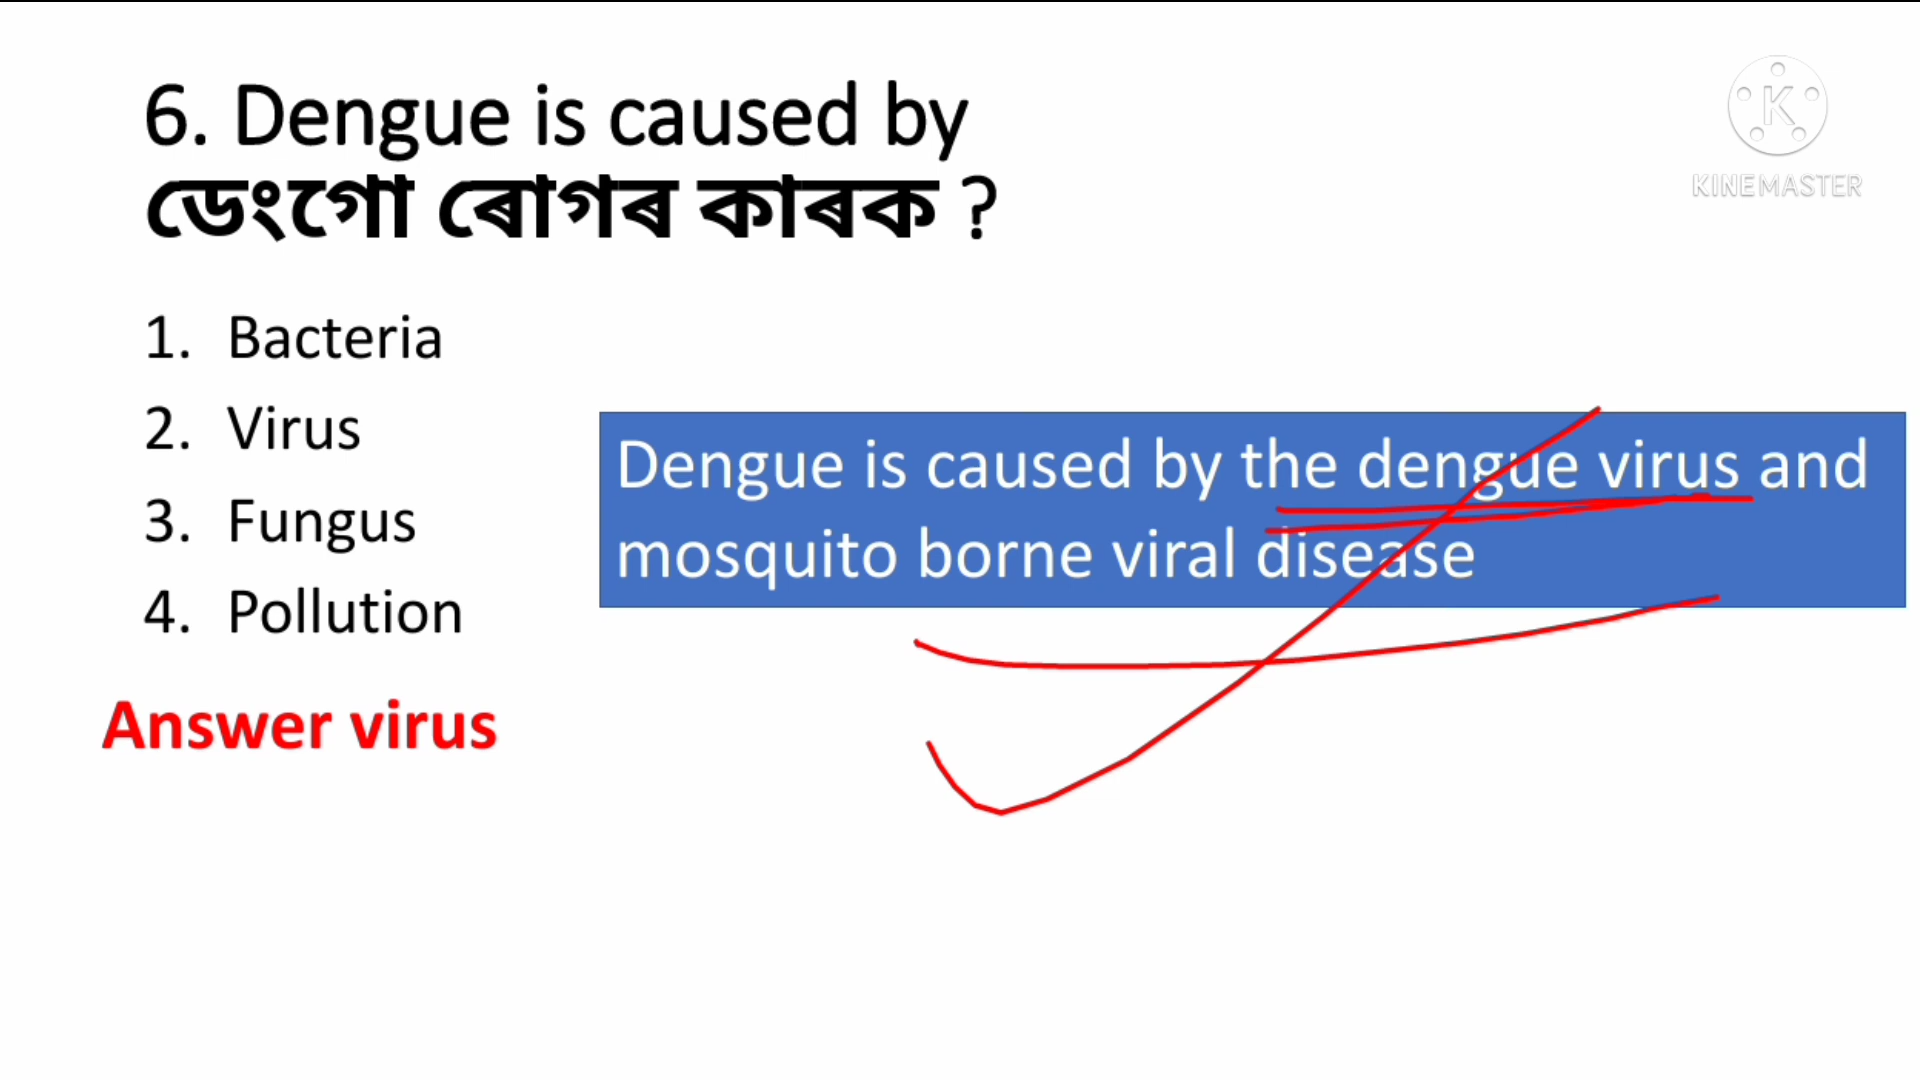 6. Dengue is caused by
ডেংগো ৰোগৰ কাৰক ?
1. Bacteria
2. Virus
3. Fungus
4. Pollution
Answer virus
Dengue is caused by the dengue virus and
mosquito borne viral disease
K
KINEMASTER